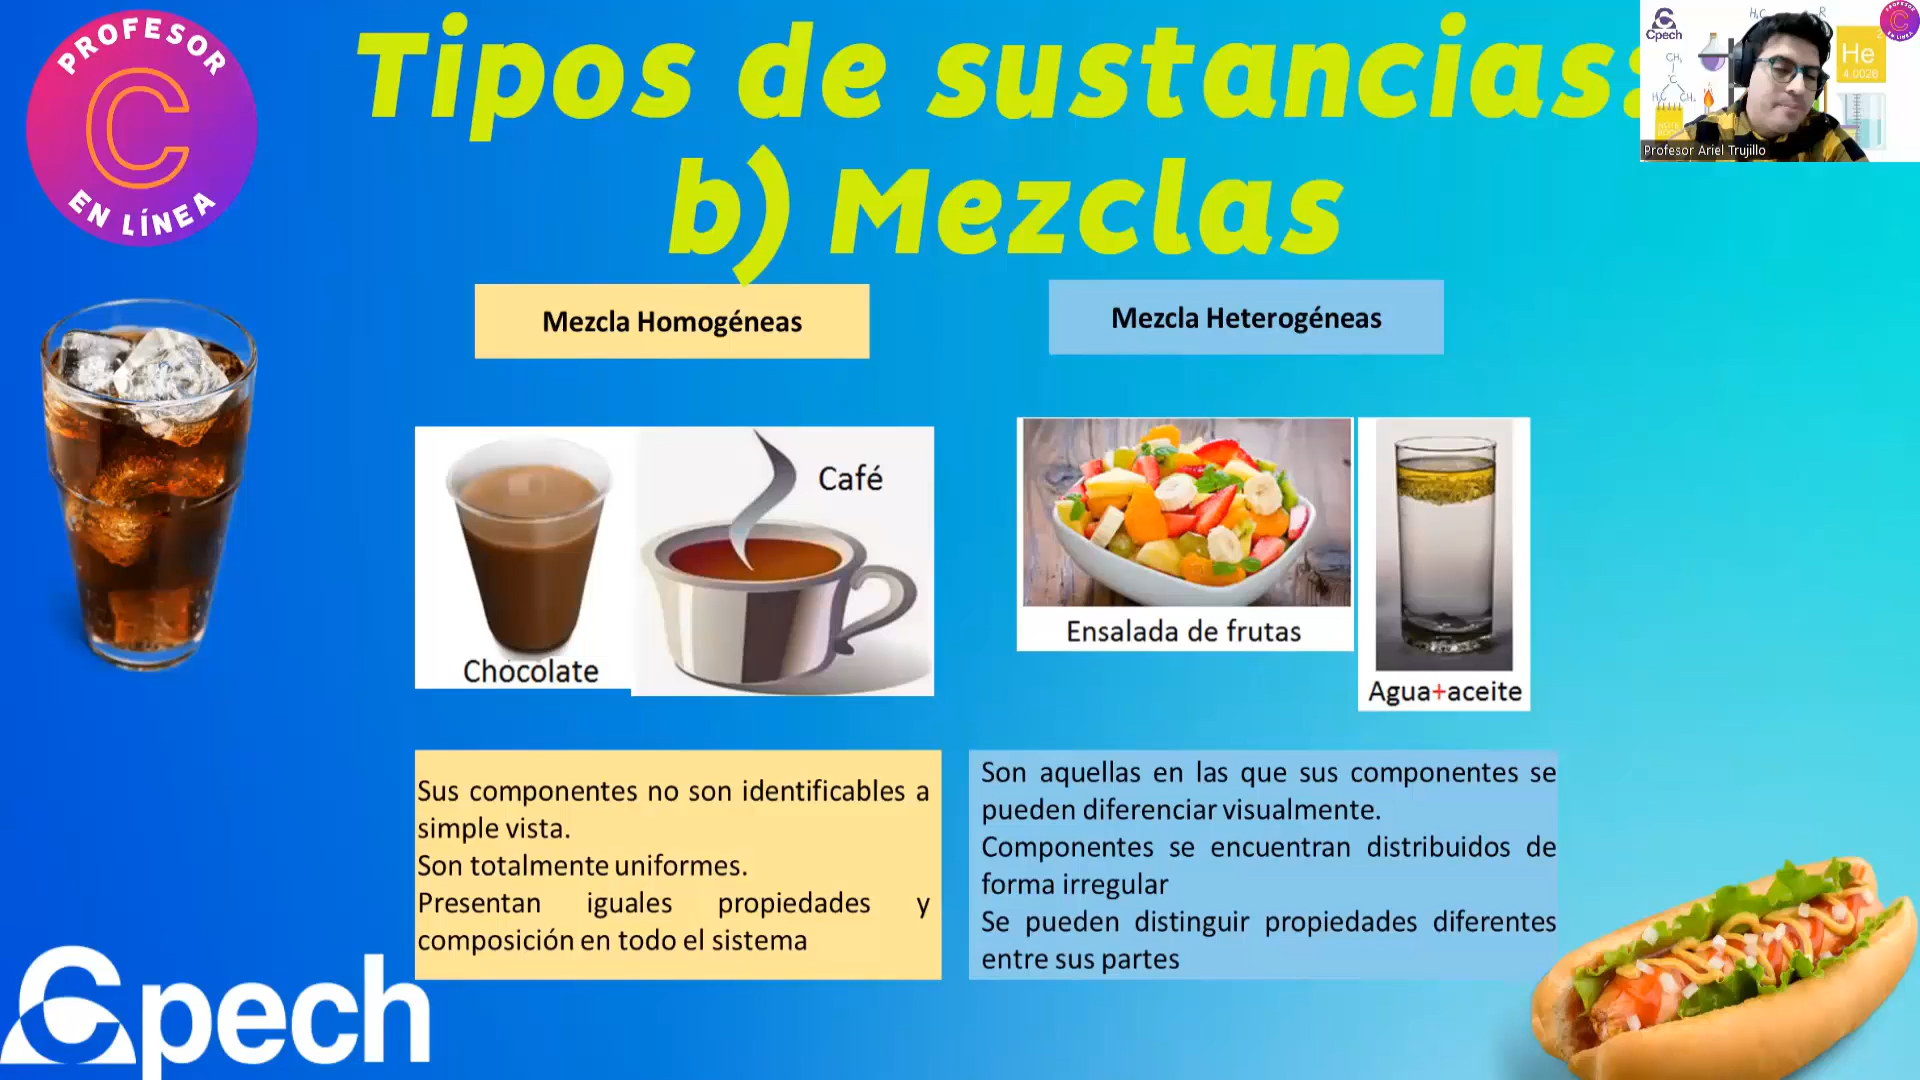 PROFESOR
C
EN LÍNEA
Tipos de sustancias:
b) Mezclas
Cpech
He
4.0026
Profesor Ariel Trujillo
Mezcla Homogéneas
Mezcla Heterogéneas
Café
Chocolate
Ensalada de frutas
Agua+aceite
Sus componentes no son identificables a
simple vista.
Son totalmente uniformes.
Presentan iguales propiedades y
composición en todo el sistema
Son aquellas en las que sus componentes se
pueden diferenciar visualmente.
Componentes se encuentran distribuidos de
forma irregular
Se pueden distinguir propiedades diferentes
entre sus partes
Cpech